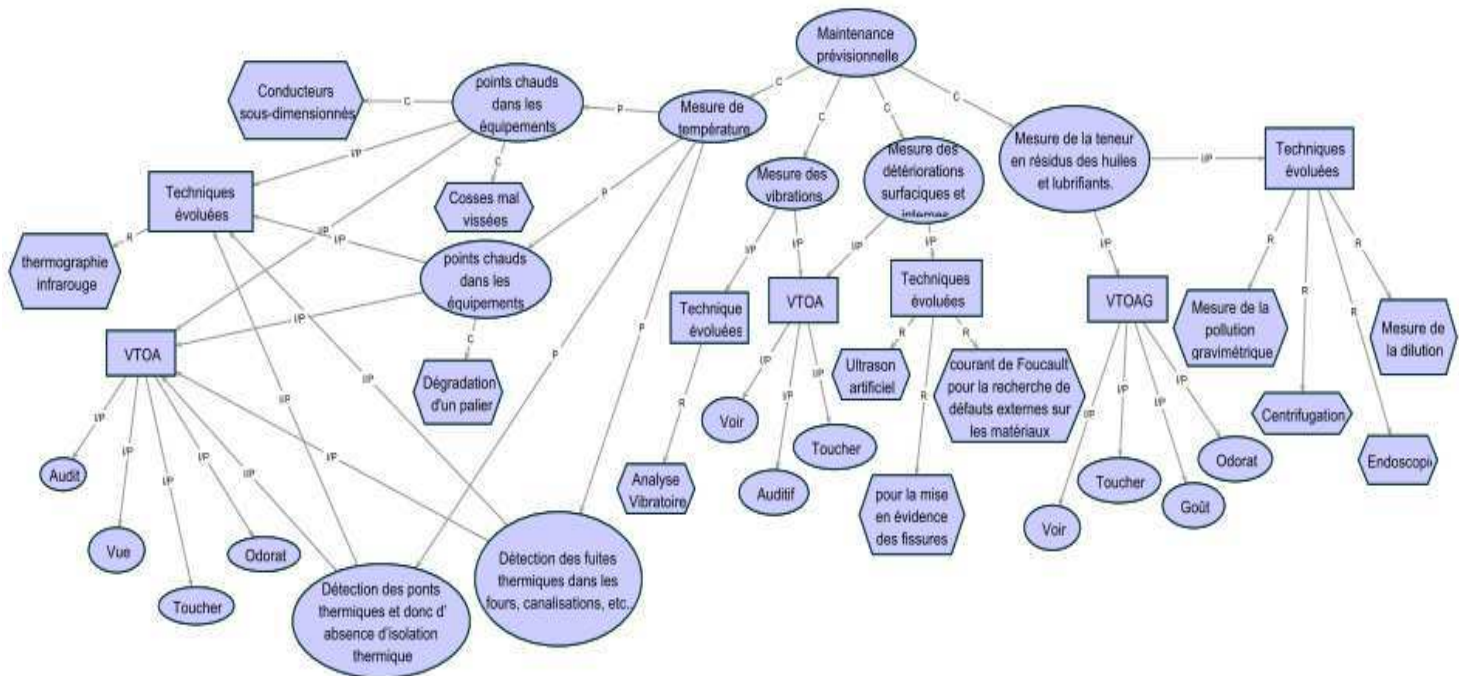 Maintenance
prévisionnelle
C
C
C
C
Conducteurs
sous-dimensionnés
C
points chauds
dans les
équipements
P
Mesure de
température
Mesure des
vibrations
Mesure des
détériorations
surfaciques et
internes
Mesure de la teneur
en résidus des huiles
et lubrifiants.
I/P
Techniques
évoluées
I/P
C
Cosses mal
vissées
P
Techniques
évoluées
R
thermographie
infrarouge
I/P
I/P
points chauds
dans les
équipements
I/P
I/P
I/P
I/P
I/P
R
R
R
R
Technique
évoluées
VTOA
Techniques
évoluées
VTOAG
Mesure de la
pollution
gravimétrique
Mesure de
la dilution
VTOA
I/P
C
P
P
Dégradation
d'un palier
R
I/P
I/P
I/P
R
R
R
Ultrason
artificiel
courant de Foucault
pour la recherche de
défauts externes sur
les matériaux
I/P
I/P
I/P
I/P
Centrifugation
Endoscopi
I/P
I/P
I/P
I/P
I/P
I/P
I/P
I/P
Audit
Vue
Toucher
Odorat
Voir
Auditif
Toucher
Analyse
Vibratoire
pour la mise
en évidence
des fissures
Voir
Toucher
Goût
Odorat
Détection des ponts
thermiques et donc d'
absence d'isolation
thermique
Détection des fuites
thermiques dans les
fours, canalisations, etc..